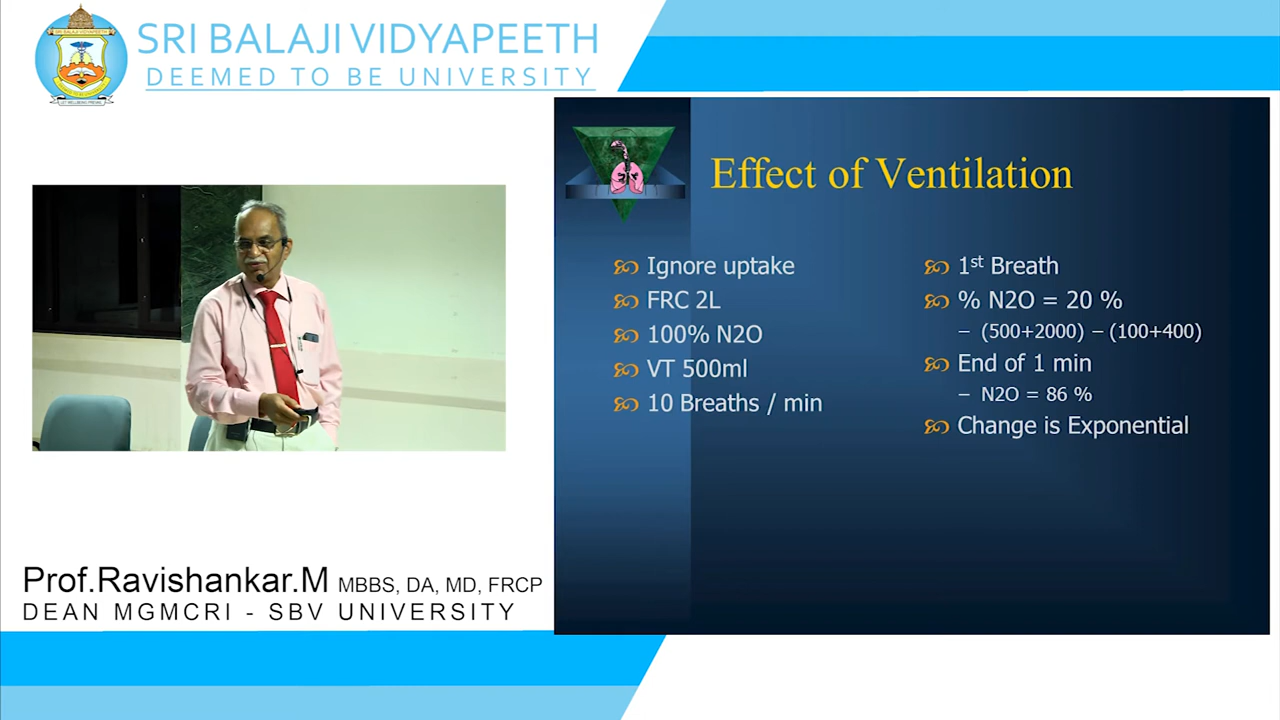 SRI BALAJI VIDYAPEETH
DEEMED TO BE UNIVERSITY
Effect of Ventilation
Ignore uptake
FRC 2L
100% N2O
VT 500ml
10 Breaths / min
1st Breath
% N2O = 20 %
– (500+2000) – (100+400)
End of 1 min
– N2O = 86 %
Change is Exponential
Prof.Ravishankar.M MBBS, DA, MD, FRCP
DEAN MGMCRI - SBV UNIVERSITY